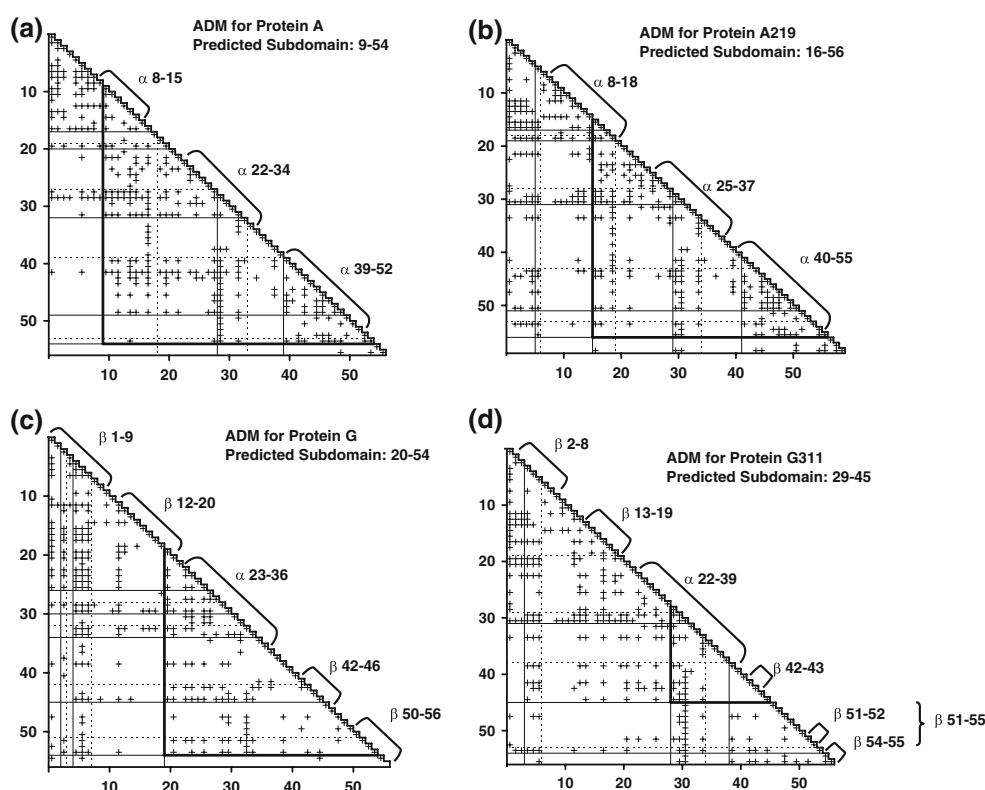 (a)
ADM for Protein A
Predicted Subdomain: 9-54
α 8-15
α 22-34
α 39-52
10
20
30
40
50
10 20 30 40 50
(b)
ADM for Protein A219
Predicted Subdomain: 16-56
α 8-18
α 25-37
α 40-55
10
20
30
40
50
10 20 30 40 50
(c)
ADM for Protein G
Predicted Subdomain: 20-54
β 1-9
β 12-20
α 23-36
β 42-46
β 50-56
10
20
30
40
50
10 20 30 40 50
(d)
ADM for Protein G311
Predicted Subdomain: 29-45
β 2-8
β 13-19
α 22-39
β 42-43
β 51-52
β 54-55
β 51-55
10
20
30
40
50
10 20 30 40 50